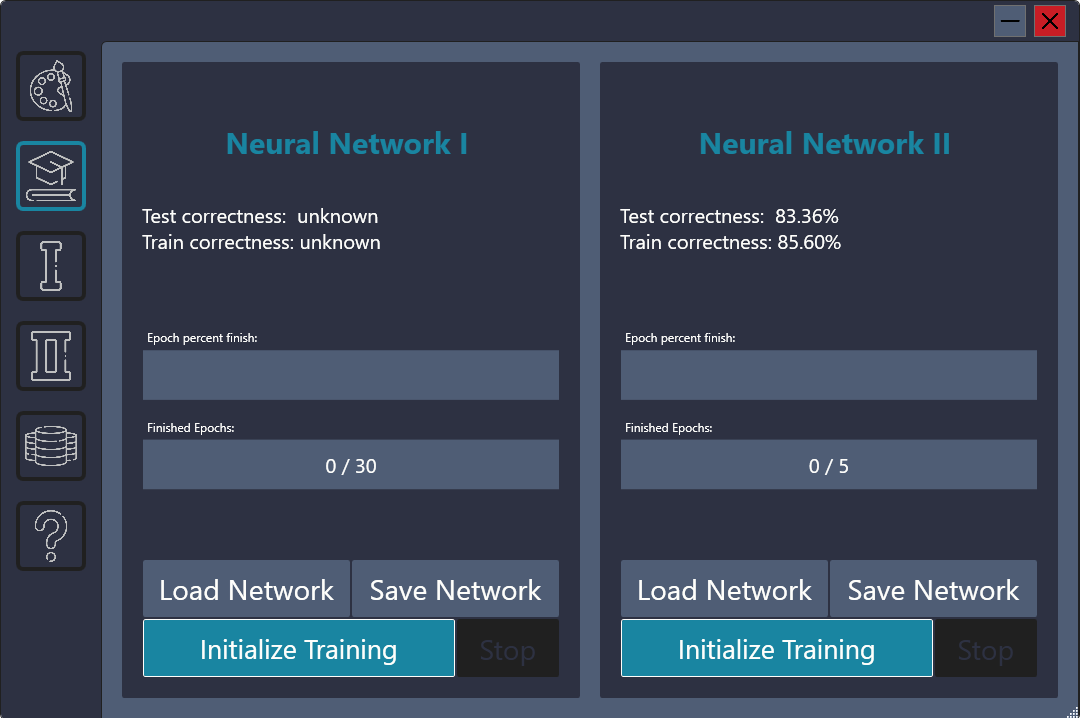 Neural Network I
Test correctness:  unknown
Train correctness: unknown
Epoch percent finish:
Finished Epochs:
0 / 30
Load Network
Save Network
Initialize Training
Stop
Neural Network II
Test correctness:  83.36%
Train correctness: 85.60%
Epoch percent finish:
Finished Epochs:
0 / 5
Load Network
Save Network
Initialize Training
Stop